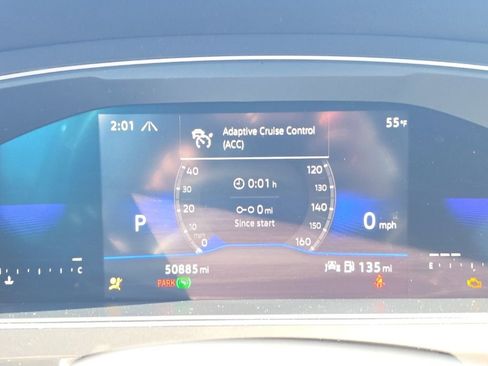 2:01
Adaptive Cruise Control
(ACC)
55°F
40
30
20
10
mph
0
0:01 h
0 mi
Since start
120
130
140
150
160
P
0 mph
C
50885 mi
135 mi
E
PARK